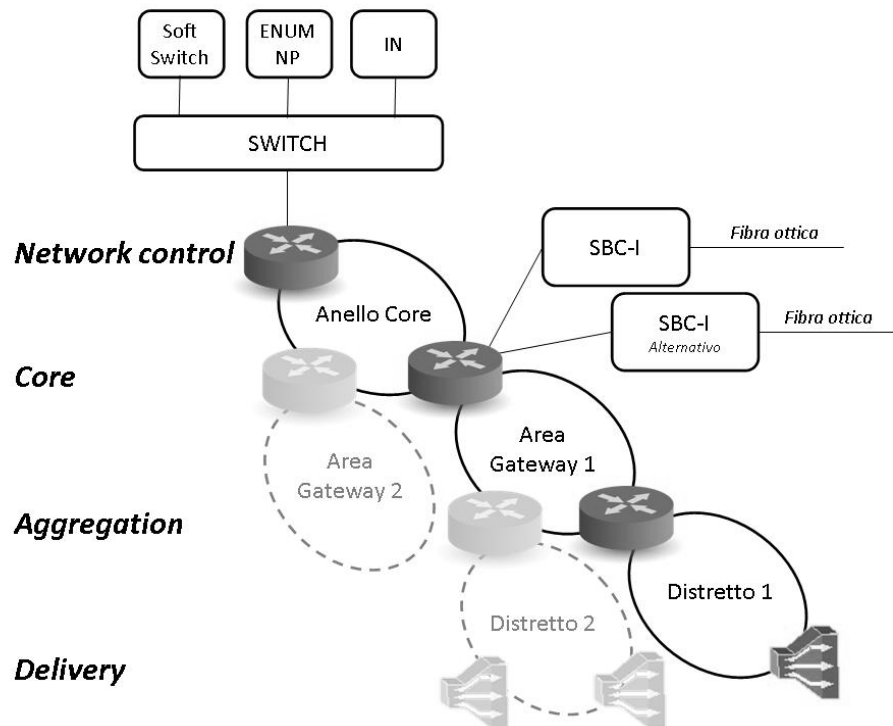 Soft
Switch
ENUM
NP
IN
SWITCH
Network control
SBC-I
Fibra ottica
Anello Core
SBC-I
Alternativo
Fibra ottica
Core
Area
Gateway 1
Area
Gateway 2
Aggregation
Distretto 1
Distretto 2
Delivery